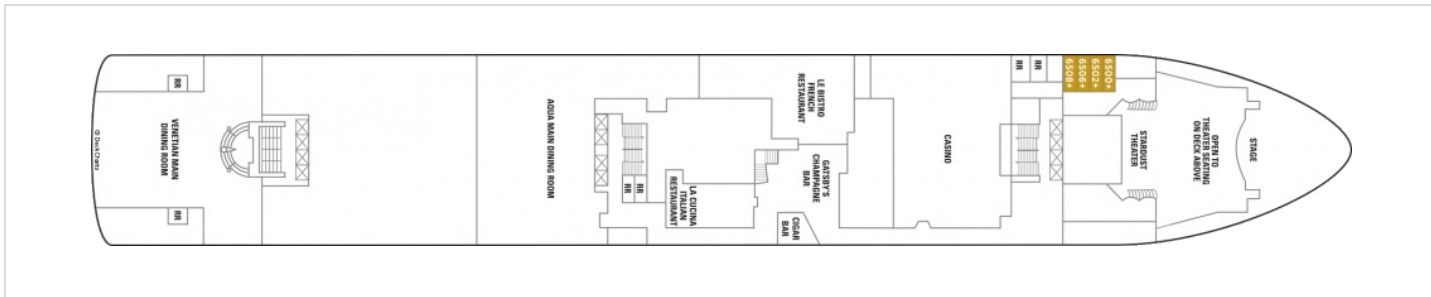 © Deck Charts
RR
VENETIAN MAIN
DINING ROOM
RR
AQUA MAIN DINING ROOM
RR
RR
LA CUCINA
ITALIAN
RESTAURANT
LE BISTRO
FRENCH
RESTAURANT
GATSBY'S
CHAMPAGNE
BAR
CIGAR
BAR
CASINO
RR
RR
6500+
6502+
6506+
6508+
STARDUST
THEATER
OPEN TO
THEATER SEATING
ON DECK ABOVE
STAGE